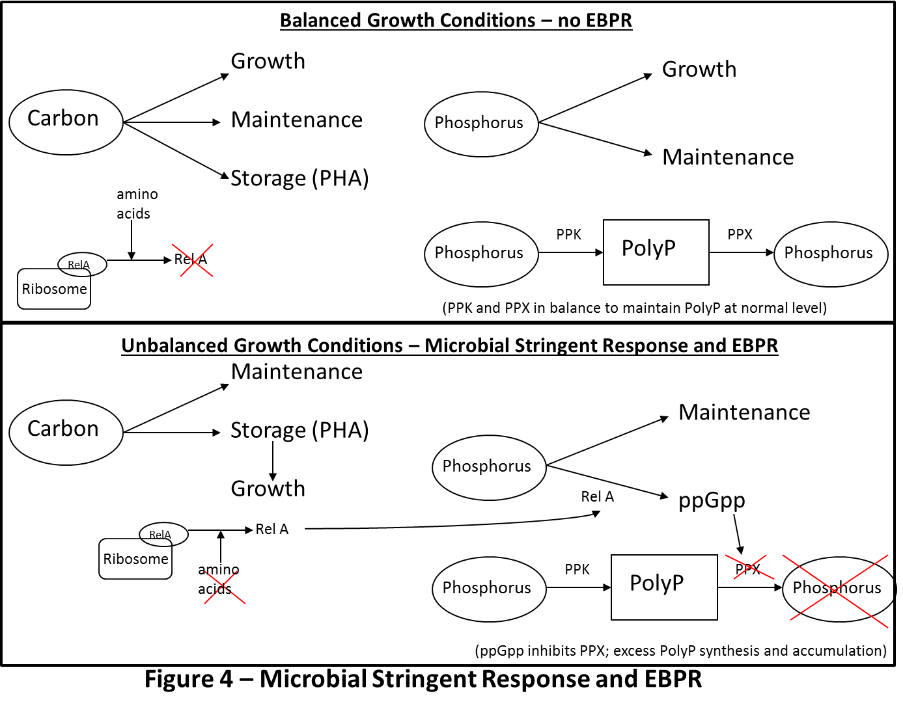 Balanced Growth Conditions – no EBPR
Carbon
Growth
Maintenance
Storage (PHA)
Phosphorus
Growth
Maintenance
amino
acids
RelA
Ribosome
Rel A
Phosphorus
PPK
PolyP
PPX
Phosphorus
(PPK and PPX in balance to maintain PolyP at normal level)
Unbalanced Growth Conditions – Microbial Stringent Response and EBPR
Carbon
Maintenance
Storage (PHA)
Growth
Phosphorus
Maintenance
ppGpp
Rel A
RelA
Ribosome
Rel A
amino
acids
Phosphorus
PPK
PolyP
PPX
Phosphorus
(ppGpp inhibits PPX; excess PolyP synthesis and accumulation)
Figure 4 – Microbial Stringent Response and EBPR